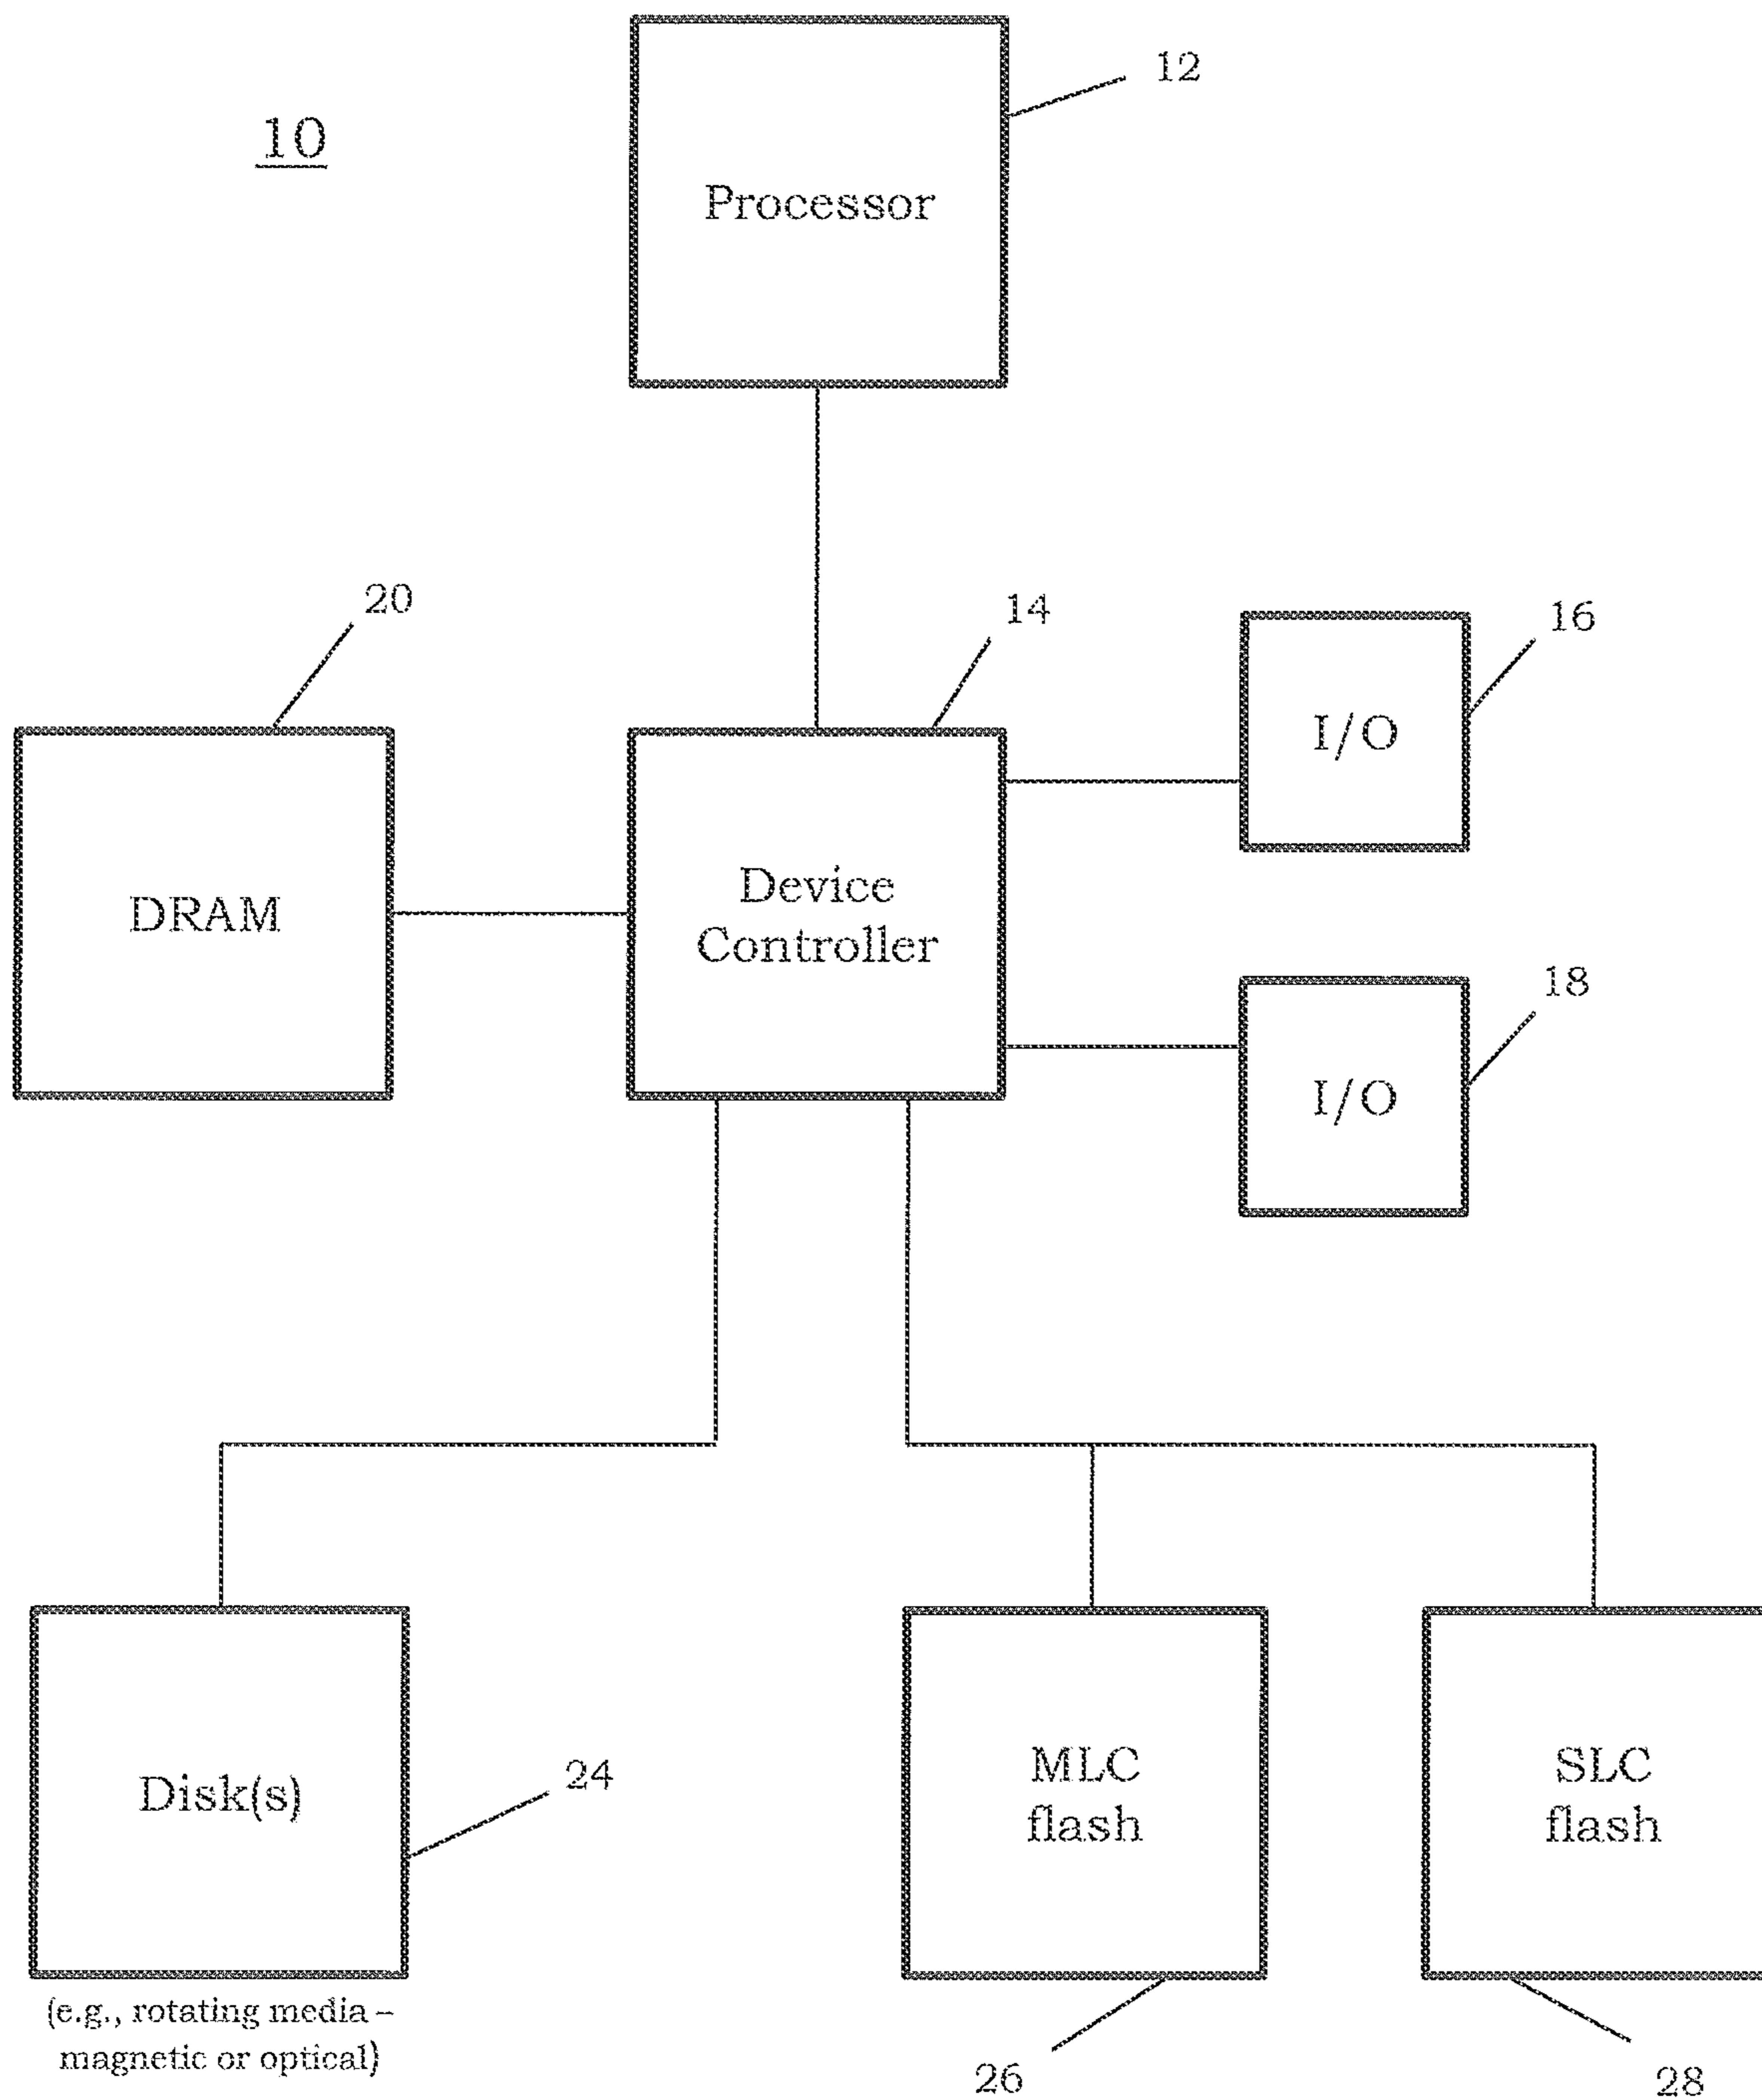 12
10
Processor
20
14
16
I/O
DRAM
Device
Controller
18
I/O
Disk(s)
24
MLC
flash
SLC
flash
(e.g., rotating media –
magnetic or optical)
26
28